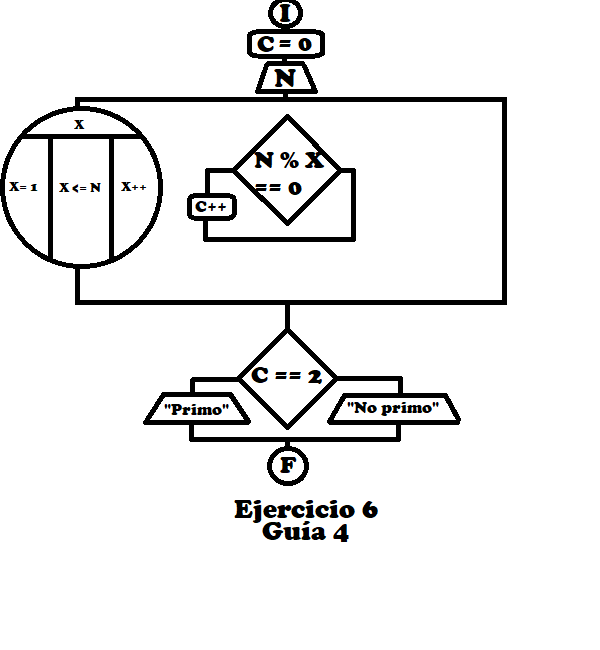 I
C = 0
N
X
X= 1
X <= N
X++
N % X
== 0
C++
C == 2
"Primo"
"No primo"
F
Ejercicio 6
Guía 4